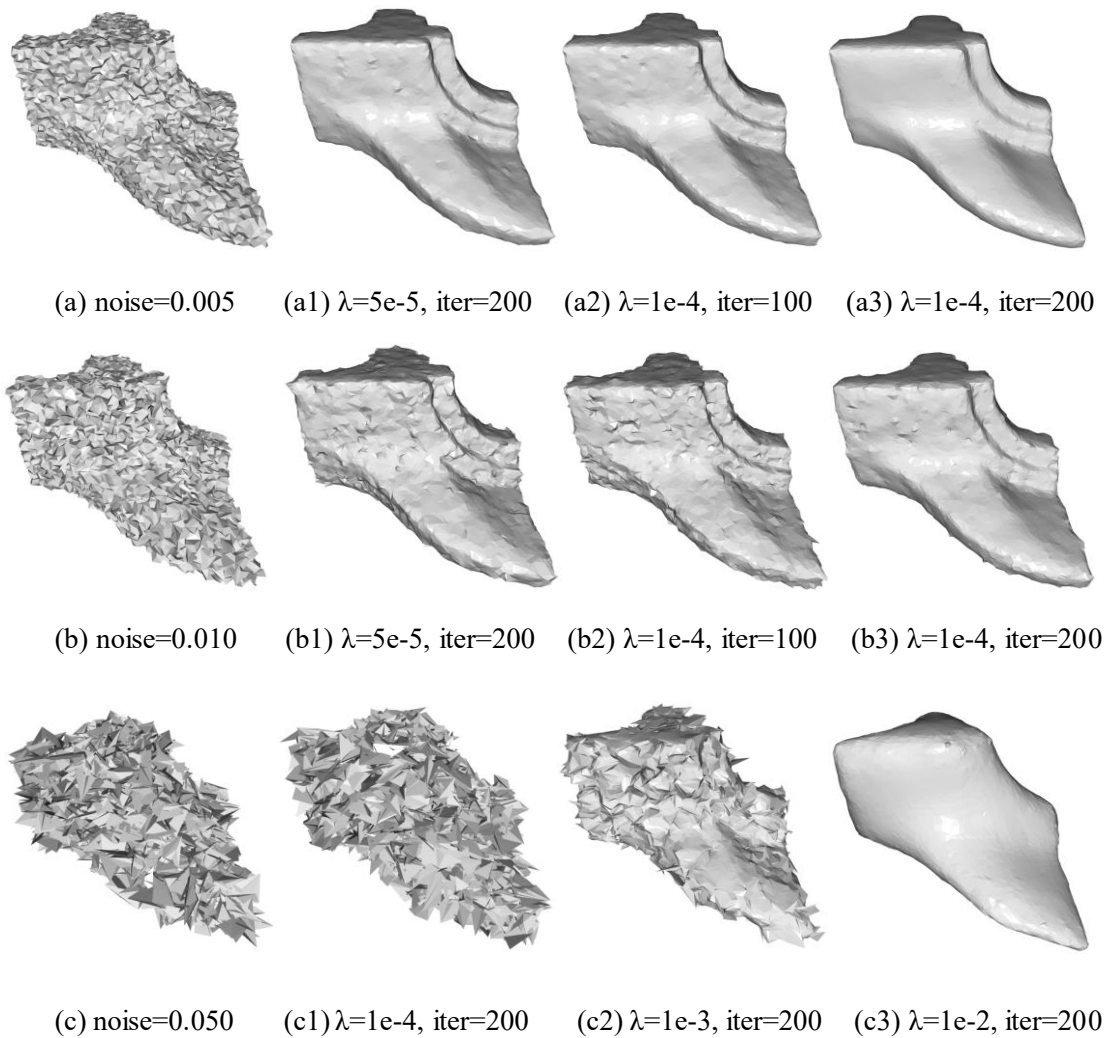 (a) noise=0.005 (a1) λ=5e-5, iter=200 (a2) λ=1e-4, iter=100 (a3) λ=1e-4, iter=200
(b) noise=0.010 (b1) λ=5e-5, iter=200 (b2) λ=1e-4, iter=100 (b3) λ=1e-4, iter=200
(c) noise=0.050 (c1) λ=1e-4, iter=200 (c2) λ=1e-3, iter=200 (c3) λ=1e-2, iter=200